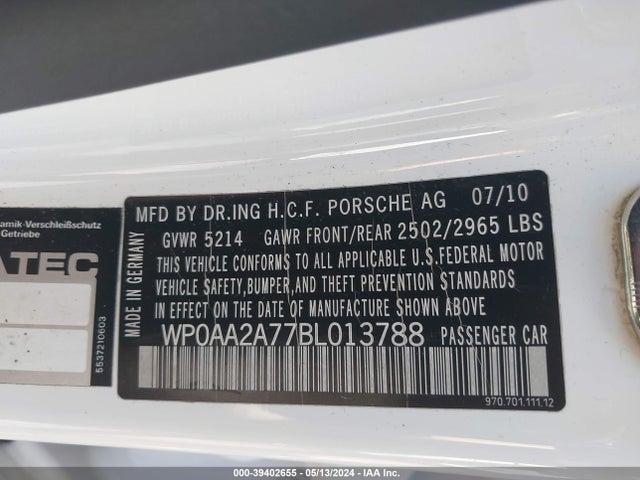 MFD BY DR.ING H.C.F. PORSCHE AG 07/10
GVWR 5214 GAWR FRONT/REAR 2502/2965 LBS
THIS VEHICLE CONFORMS TO ALL APPLICABLE U.S.FEDERAL MOTOR
VEHICLE SAFETY,BUMPER,AND THEFT PREVENTION STANDARDS
IN EFFECT ON THE DATE OF MANUFACTURE SHOWN ABOVE
WP0AA2A77BL013788 PASSENGER CAR
970.701.111.12
MADE IN GERMANY
amik-Verschleißschutz
Getriebe
ATEC
5537210603
000-39402655 - 05/13/2024 - IAA Inc.